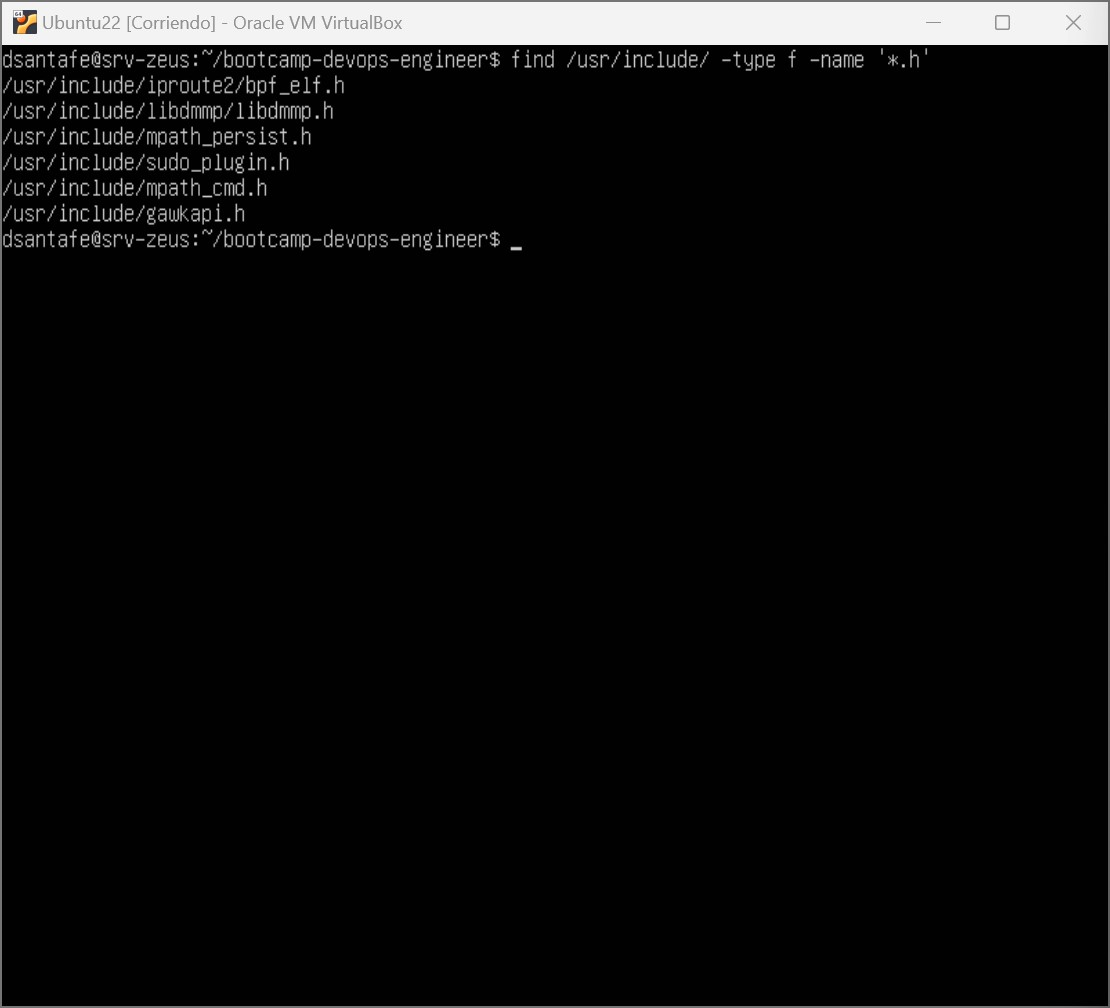 Ubuntu22 [Corriendo] - Oracle VM VirtualBox
dsantafe@srv-zeus:~/bootcamp-devops-engineer$ find /usr/include/ -type f -name '*.h'
/usr/include/iproute2/bpf_elf.h
/usr/include/libdmmp/libdmmp.h
/usr/include/mpath_persist.h
/usr/include/sudo_plugin.h
/usr/include/mpath_cmd.h
/usr/include/gawkapi.h
dsantafe@srv-zeus:~/bootcamp-devops-engineer$ _